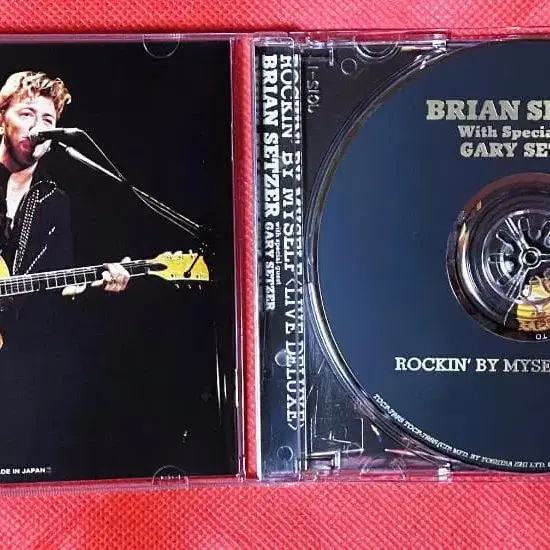 MADE IN JAPAN
ROCKIN' BY MYSELF <LIVE DELUXE>
BRIAN SETZER
with special guest
GARY SETZER
BRIAN SE
With Specia
GARY SET
ROCKIN' BY MYSE